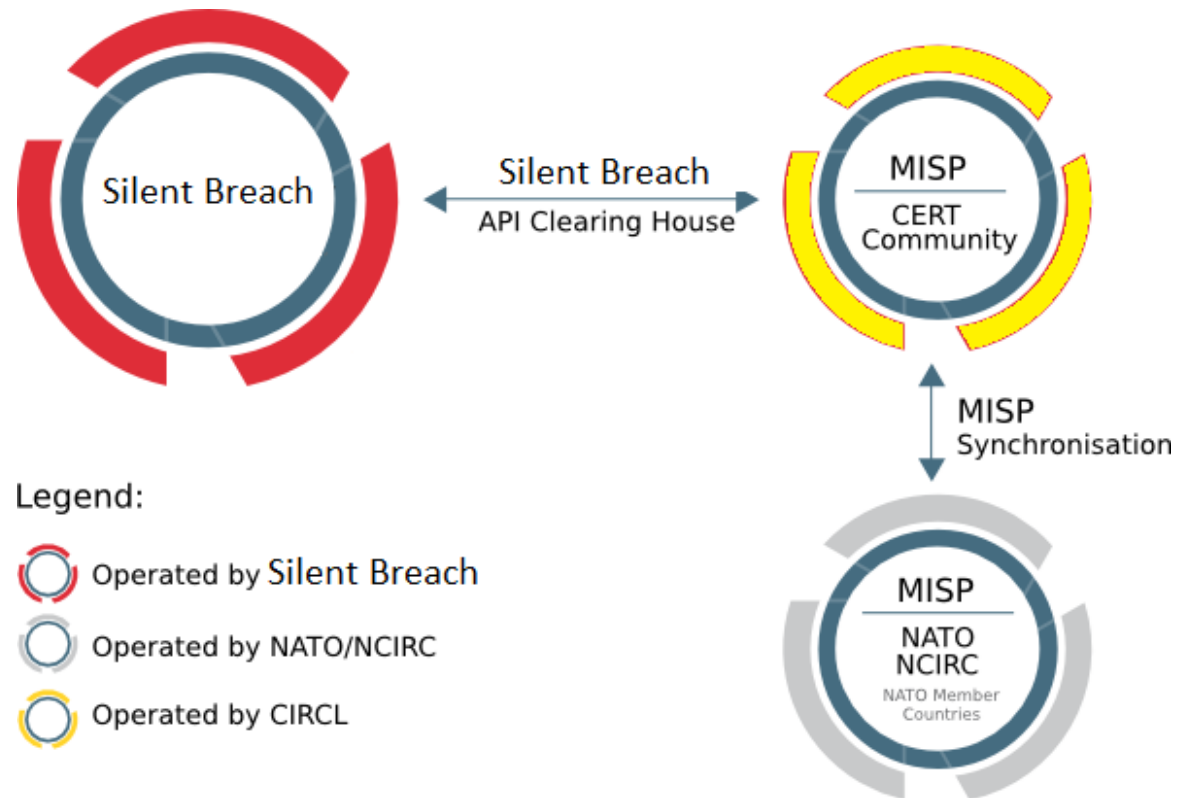 Silent Breach
Silent Breach
API Clearing House
MISP
CERT
Community
MISP
Synchronisation
MISP
NATO
NCIRC
NATO Member
Countries
Legend:
Operated by Silent Breach
Operated by NATO/NCIRC
Operated by CIRCL